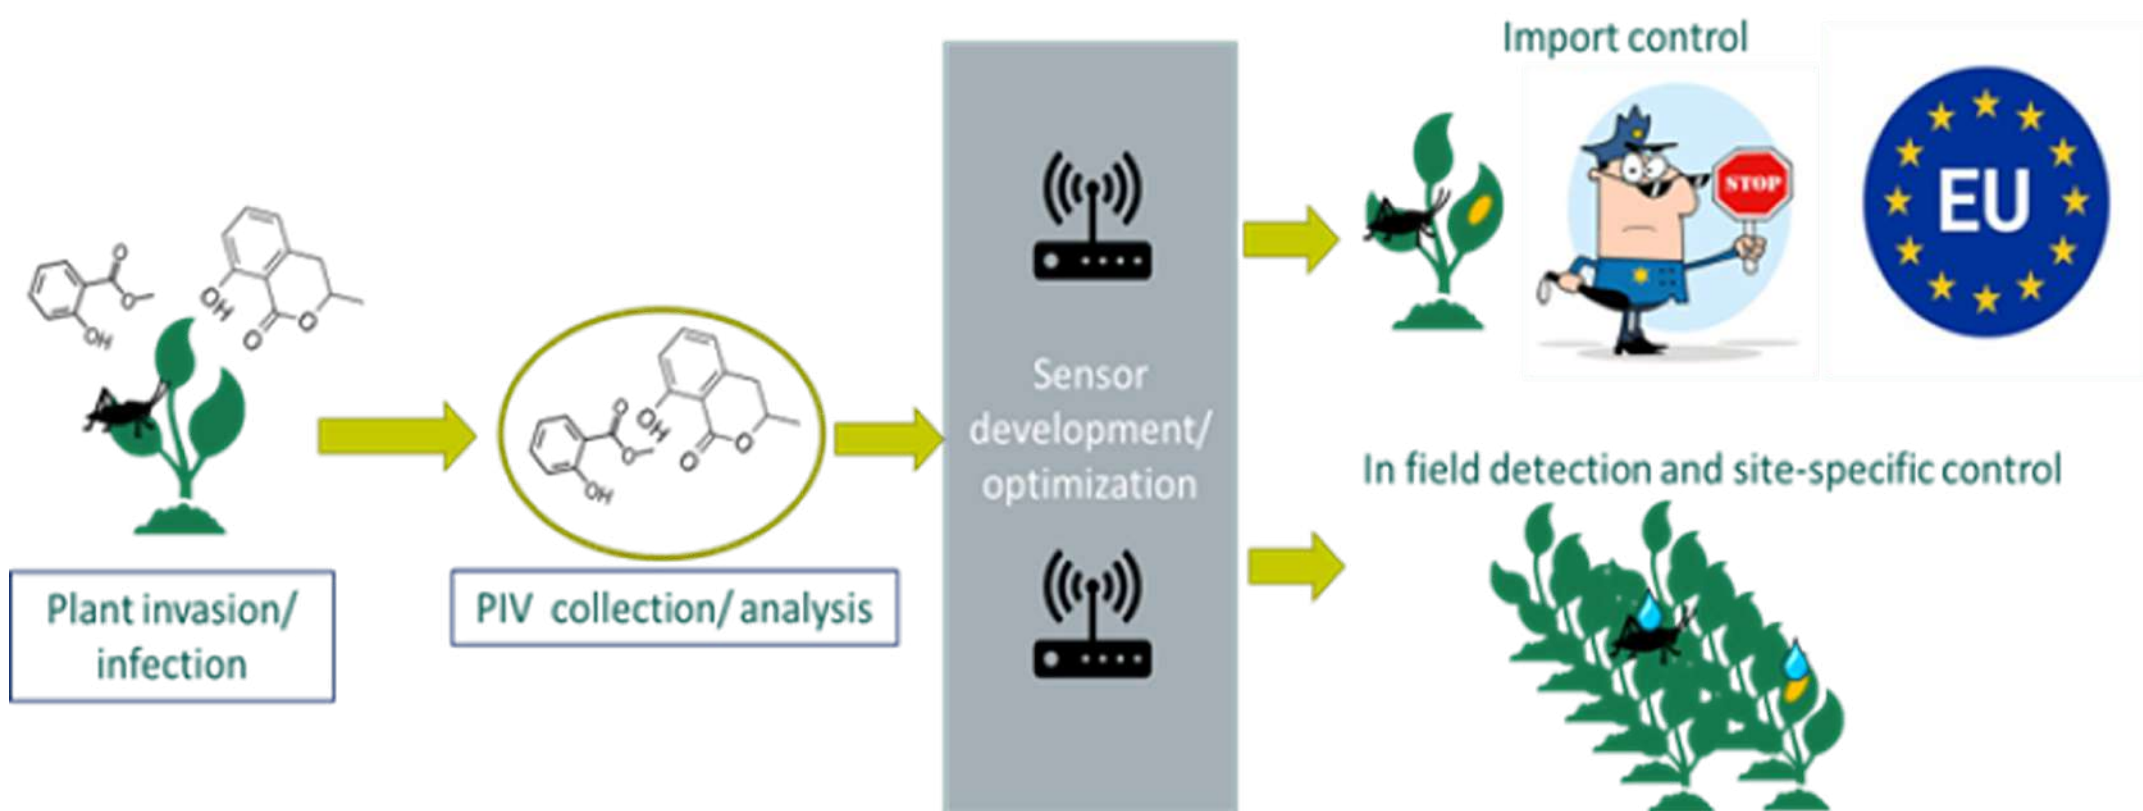 O
O
OH
OH
O
O
Plant invasion/
infection
O
O
OH
OH
O
O
PIV collection/ analysis
Sensor
development/
optimization
Import control
STOP
EU
In field detection and site-specific control